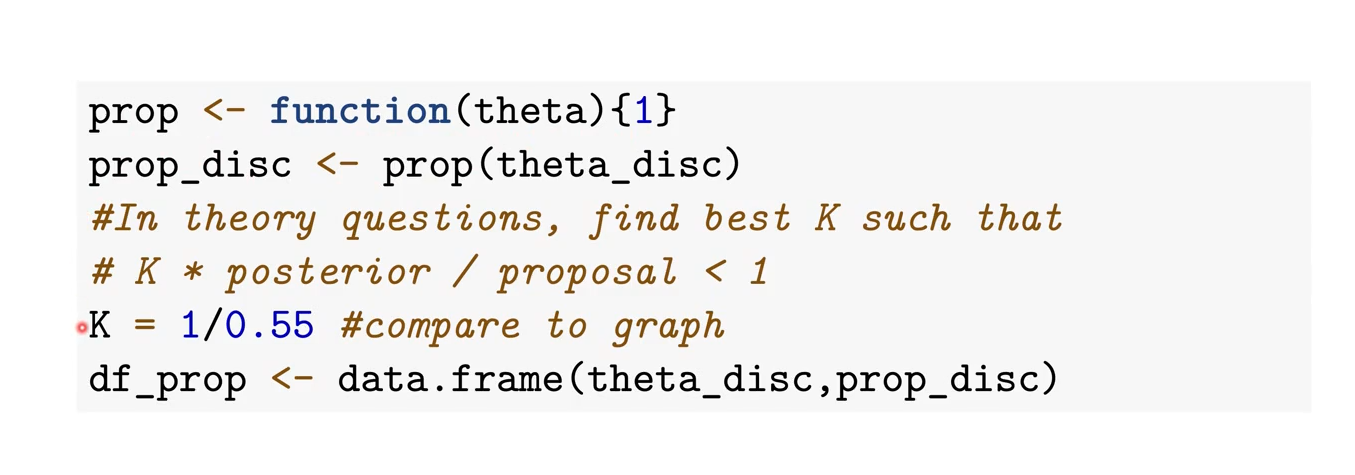 prop <- function(theta){1}
prop_disc <- prop(theta_disc)
#In theory questions, find best K such that
# K * posterior / proposal < 1
K = 1/0.55 #compare to graph
df_prop <- data.frame(theta_disc,prop_disc)